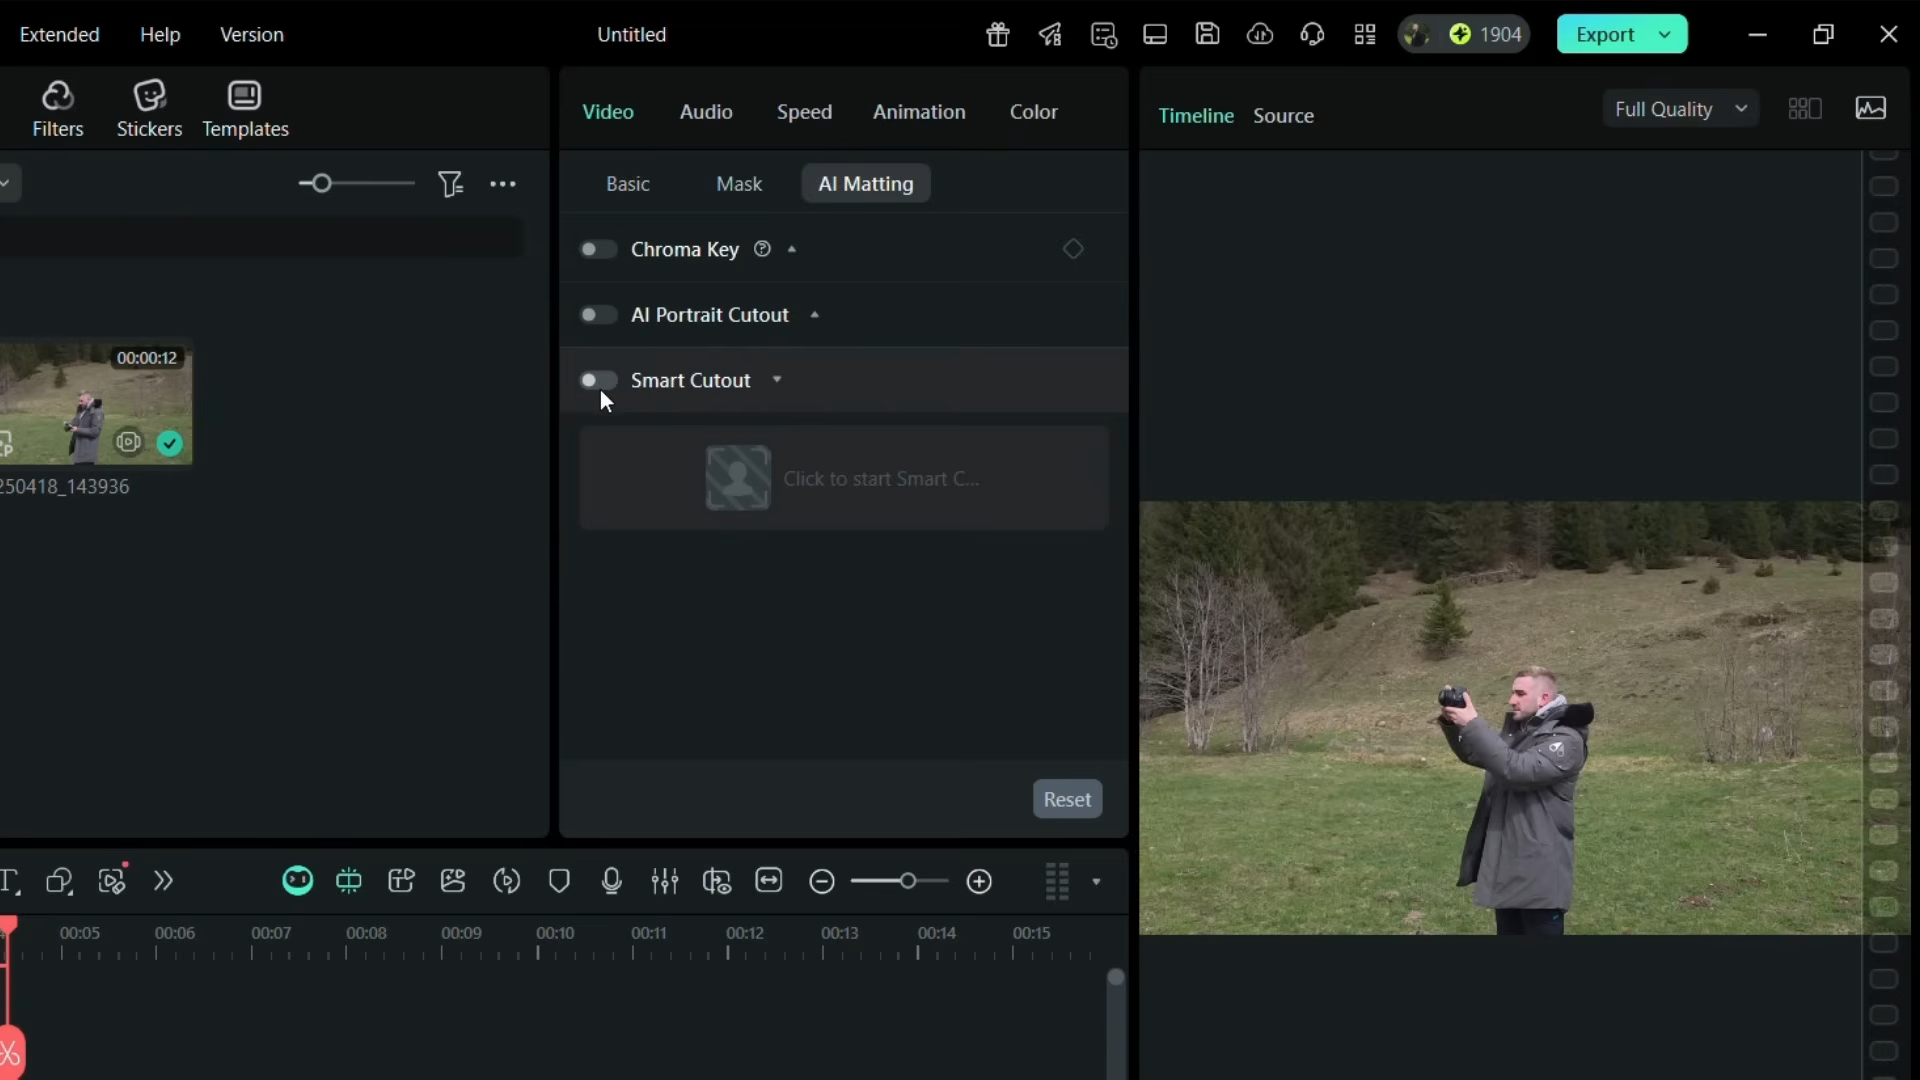 Extended Help Version Untitled 1904 Export
Filters Stickers Templates
Video Audio Speed Animation Color
Timeline Source Full Quality
Basic Mask AI Matting
Chroma Key
AI Portrait Cutout
Smart Cutout
Click to start Smart C...
00:00:12
250418_143936
Reset
00:05 00:06 00:07 00:08 00:09 00:10 00:11 00:12 00:13 00:14 00:15